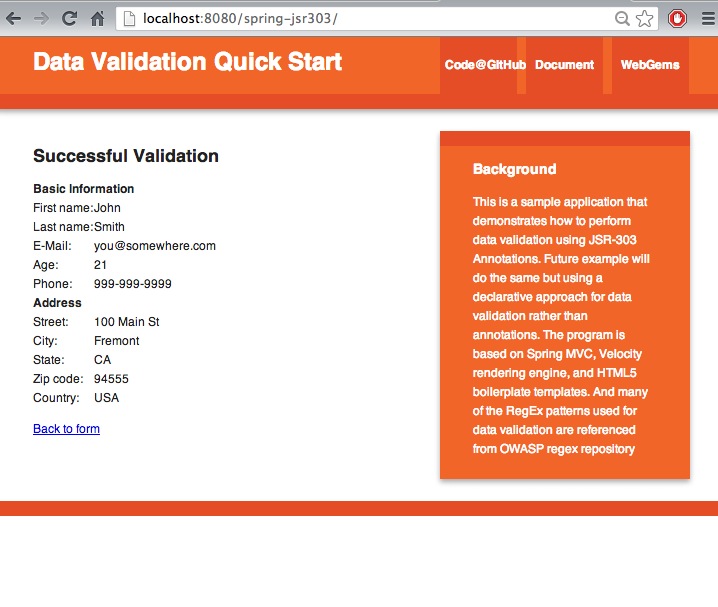 localhost:8080/spring-jsr303/
Data Validation Quick Start
Code@GitHub
Document
WebGems
Successful Validation
Basic Information
First name:John
Last name:Smith
E-Mail: you@somewhere.com
Age: 21
Phone: 999-999-9999
Address
Street: 100 Main St
City: Fremont
State: CA
Zip code: 94555
Country: USA
Back to form
Background
This is a sample application that
demonstrates how to perform
data validation using JSR-303
Annotations. Future example will
do the same but using a
declarative approach for data
validation rather than
annotations. The program is
based on Spring MVC, Velocity
rendering engine, and HTML5
boilerplate templates. And many
of the RegEx patterns used for
data validation are referenced
from OWASP regex repository